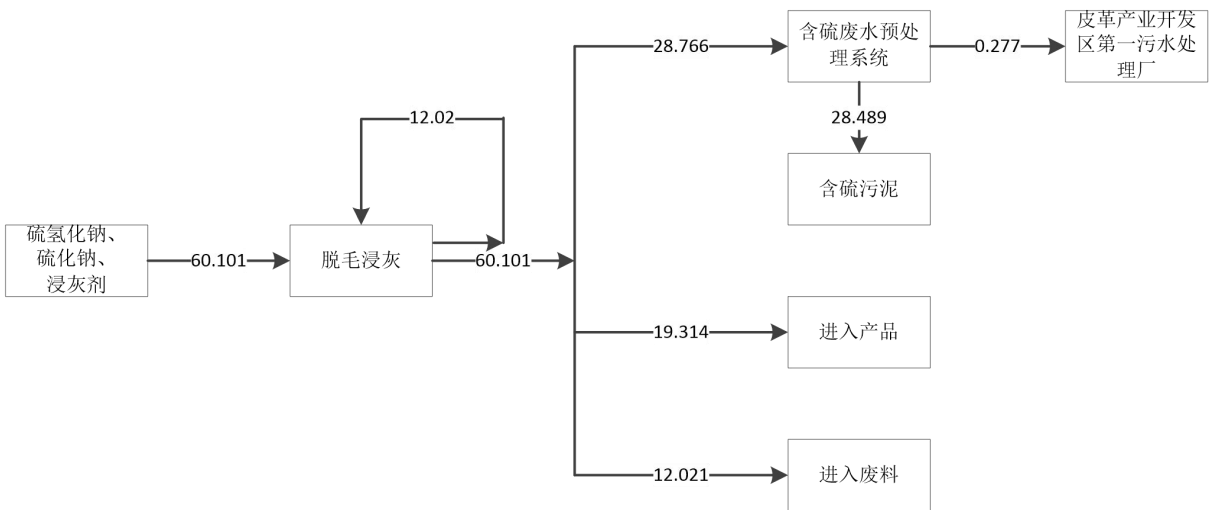 28.766
含硫废水预处
理系统
0.277
皮革产业开发
区第一污水处
理厂
12.02
28.489
含硫污泥
硫氢化钠、
硫化钠、
浸灰剂
60.101
脱毛浸灰
60.101
19.314
进入产品
12.021
进入废料